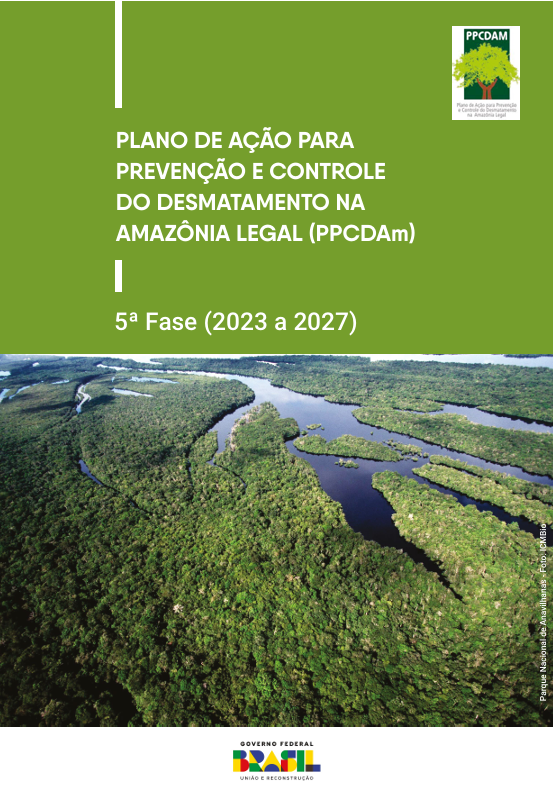 PPCDAM
Plano de Ação para Prevenção
e Controle do Desmatamento
na Amazônia Legal
PLANO DE AÇÃO PARA
PREVENÇÃO E CONTROLE
DO DESMATAMENTO NA
AMAZÔNIA LEGAL (PPCDAm)
5ª Fase (2023 a 2027)
Parque Nacional de Anavilhanas - Foto: ICMBio
GOVERNO FEDERAL
BRASIL
UNIÃO E RECONSTRUÇÃO